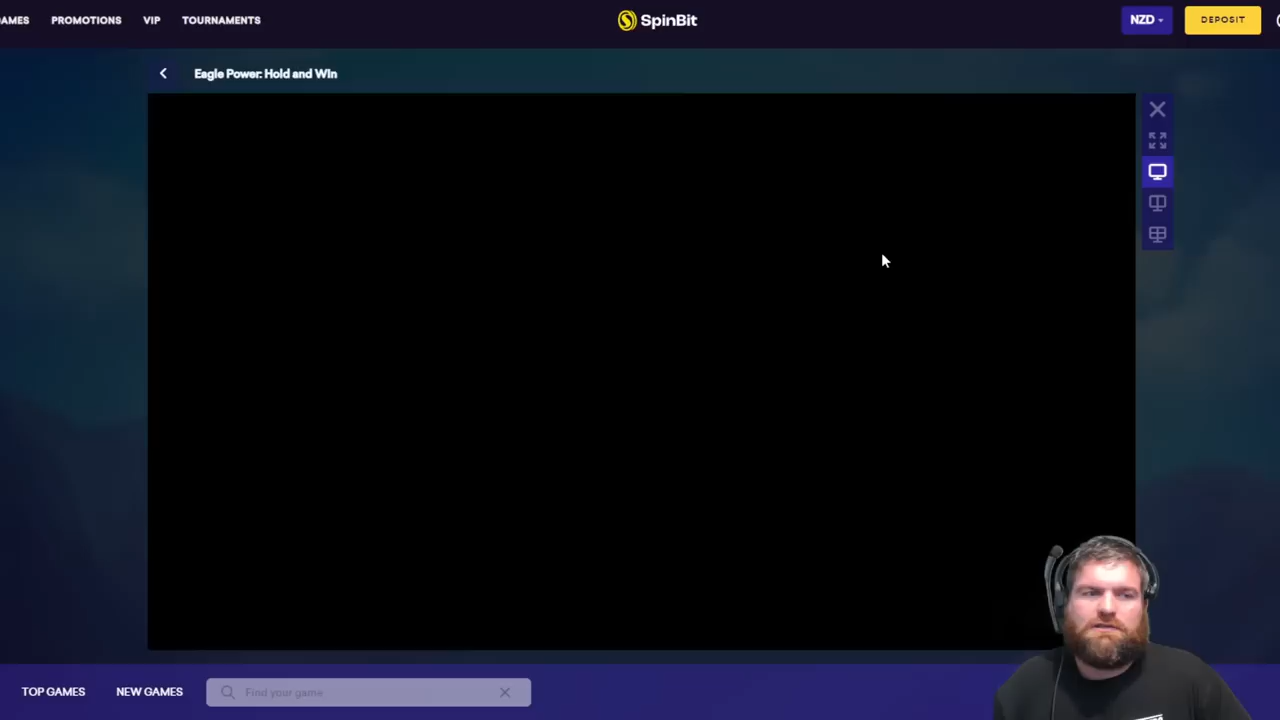 AMES PROMOTIONS VIP TOURNAMENTS SpinBit NZD DEPOSIT
Eagle Power: Hold and Win
TOP GAMES NEW GAMES Find your game